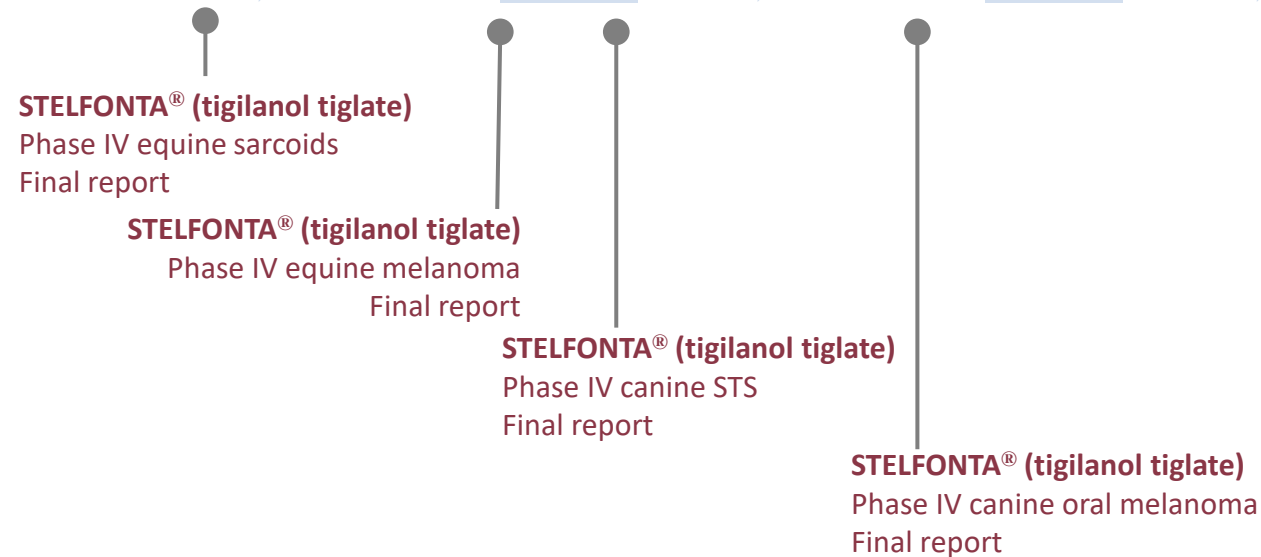 STELFONTA® (tigilanol tiglate)
Phase IV equine sarcoids
Final report
STELFONTA® (tigilanol tiglate)
Phase IV equine melanoma
Final report
STELFONTA® (tigilanol tiglate)
Phase IV canine STS
Final report
STELFONTA® (tigilanol tiglate)
Phase IV canine oral melanoma
Final report